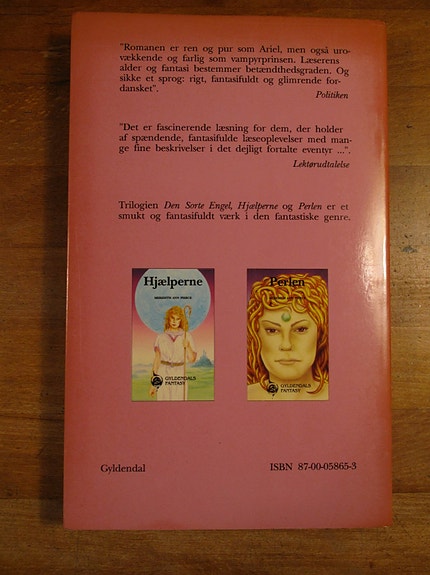 "Romanen er ren og pur som Ariel, men også uro-
vækkende og farlig som vampyrprinsen. Læserens
alder og fantasi bestemmer betændthedsgraden. Og
sikke et sprog: rigt, fantasifuldt og glimrende for-
dansket".
Politiken
"Det er fascinerende læsning for dem, der holder
af spændende, fantasifulde læseoplevelser med man-
ge fine beskrivelser i det dejligt fortalte eventyr ...".
Lektørudtalelse
Trilogien Den Sorte Engel, Hjælperne og Perlen er et
smukt og fantasifuldt værk i den fantastiske genre.
Hjælperne
MEREDITH ANN PIERCE
GYLDENDALS
FANTASY
Perlen
GYLDENDALS
FANTASY
Gyldendal
ISBN 87-00-05865-3